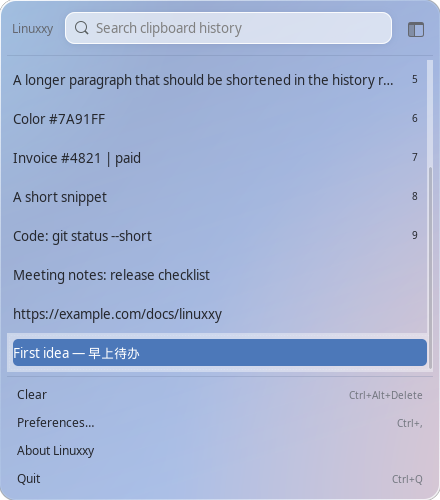 Linuxxy
Search clipboard history
A longer paragraph that should be shortened in the history r... 5
Color #7A91FF 6
Invoice #4821 | paid 7
A short snippet 8
Code: git status --short 9
Meeting notes: release checklist
https://example.com/docs/linuxxy
First idea — 早上待办
Clear Ctrl+Alt+Delete
Preferences... Ctrl+,
About Linuxxy
Quit Ctrl+Q